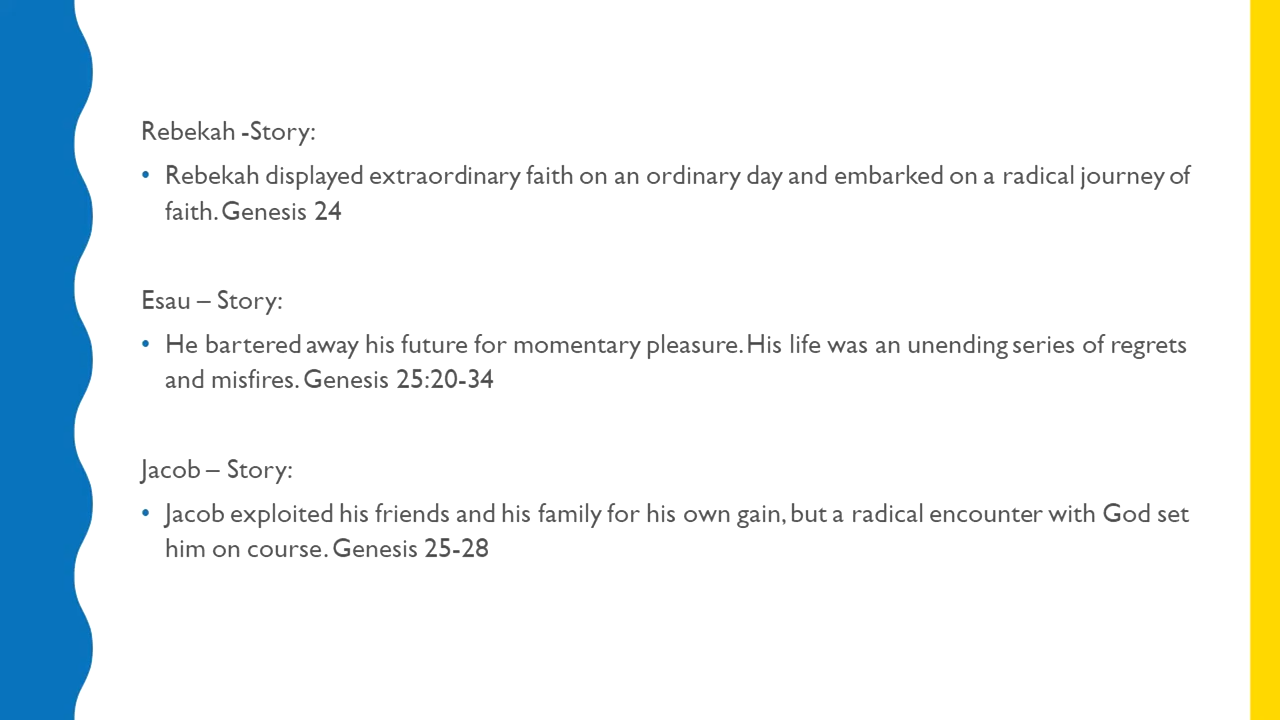 Rebekah -Story:
• Rebekah displayed extraordinary faith on an ordinary day and embarked on a radical journey of
faith. Genesis 24
Esau – Story:
• He bartered away his future for momentary pleasure. His life was an unending series of regrets
and misfires. Genesis 25:20-34
Jacob – Story:
• Jacob exploited his friends and his family for his own gain, but a radical encounter with God set
him on course. Genesis 25-28